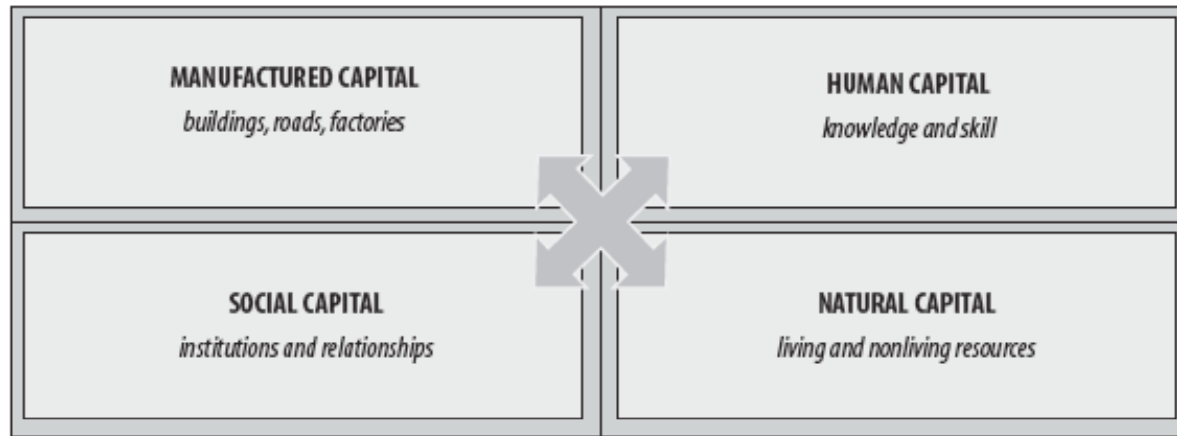 MANUFACTURED CAPITAL
buildings, roads, factories
HUMAN CAPITAL
knowledge and skill
SOCIAL CAPITAL
institutions and relationships
NATURAL CAPITAL
living and nonliving resources